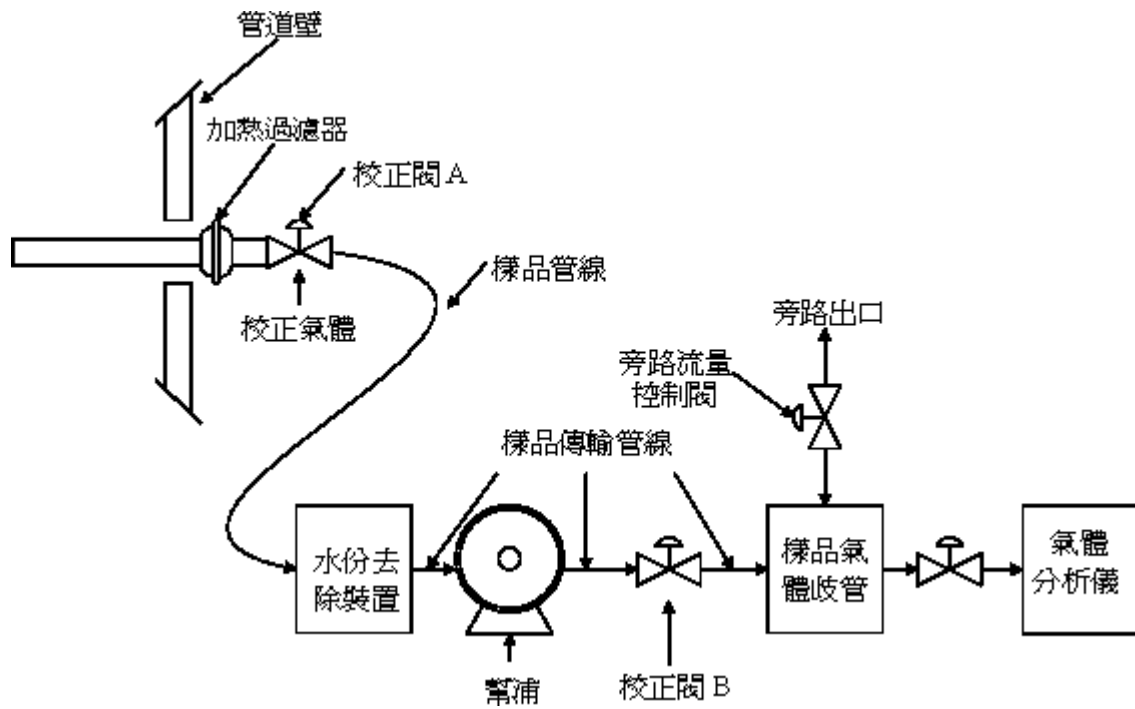 管道壁
加熱過濾器
校正閥 A
樣品管線
校正氣體
旁路出口
旁路流量
控制閥
樣品傳輸管線
水份去
除裝置
樣品氣
體歧管
氣體
分析儀
幫浦
校正閥 B